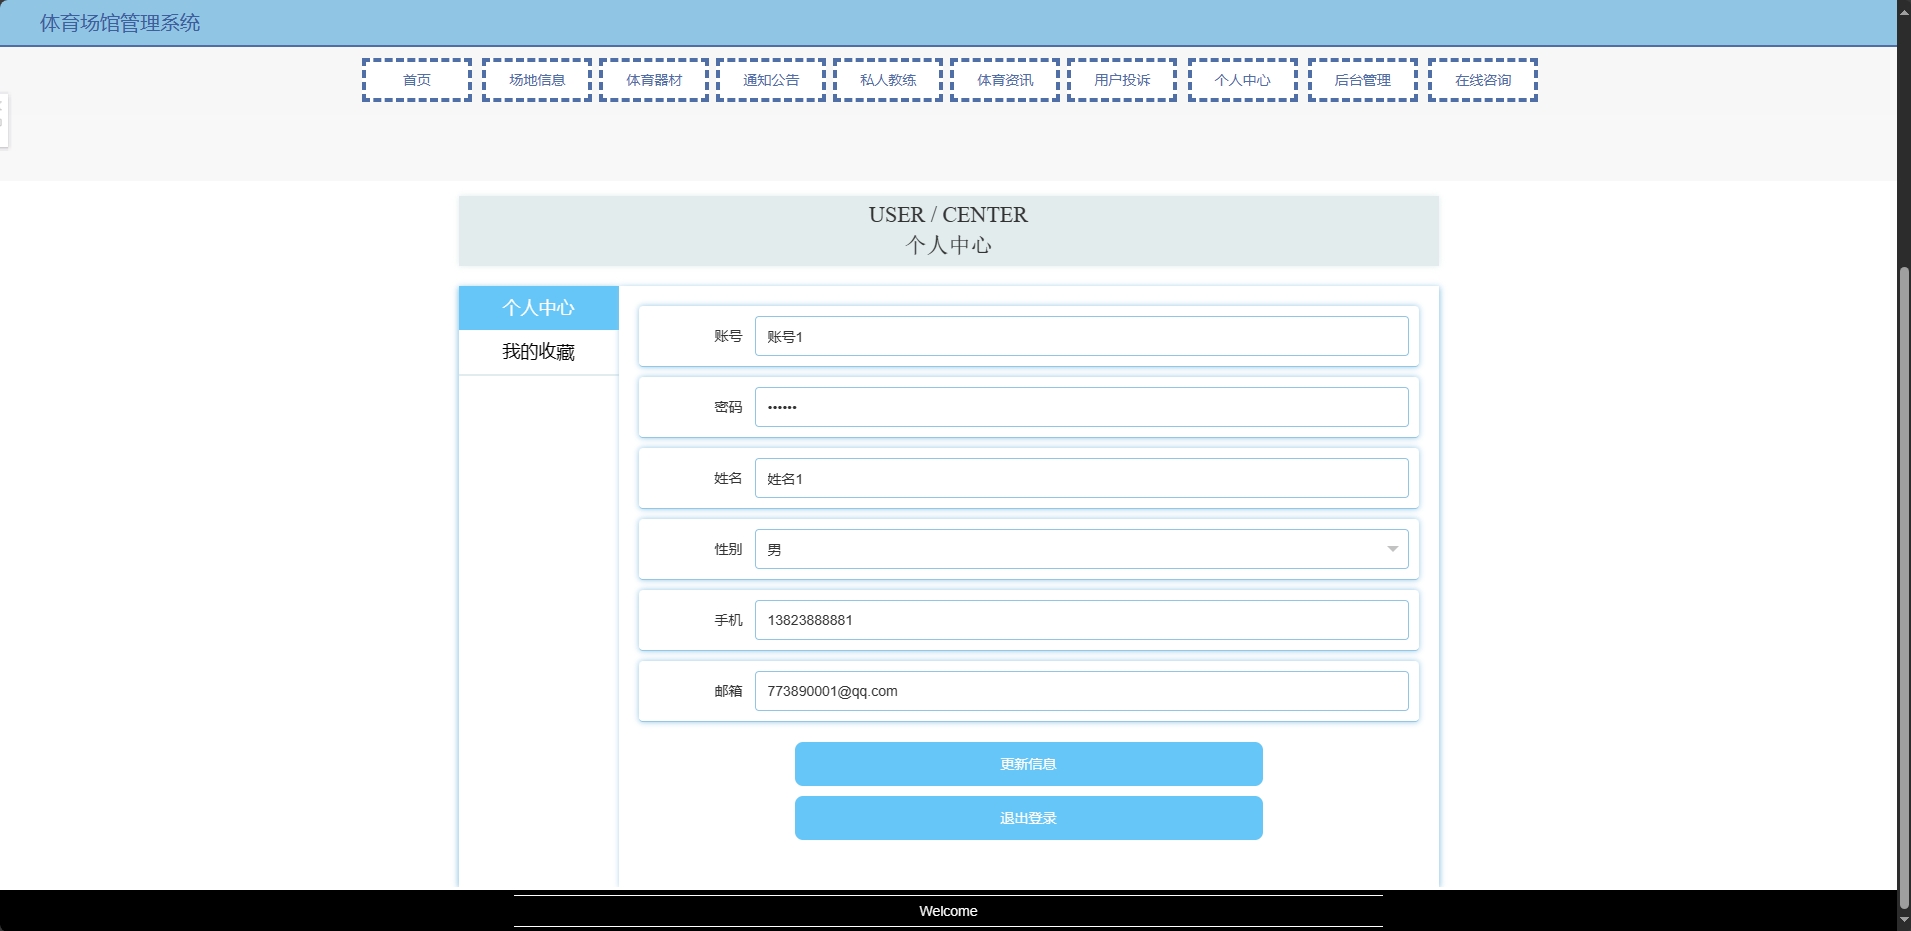 体育场馆管理系统
首页 场地信息 体育器材 通知公告 私人教练 体育资讯 用户投诉 个人中心 后台管理 在线咨询
USER / CENTER
个人中心
个人中心
我的收藏
账号 账号1
密码 ••••••
姓名 姓名1
性别 男
手机 13823888881
邮箱 773890001@qq.com
更新信息
退出登录
Welcome